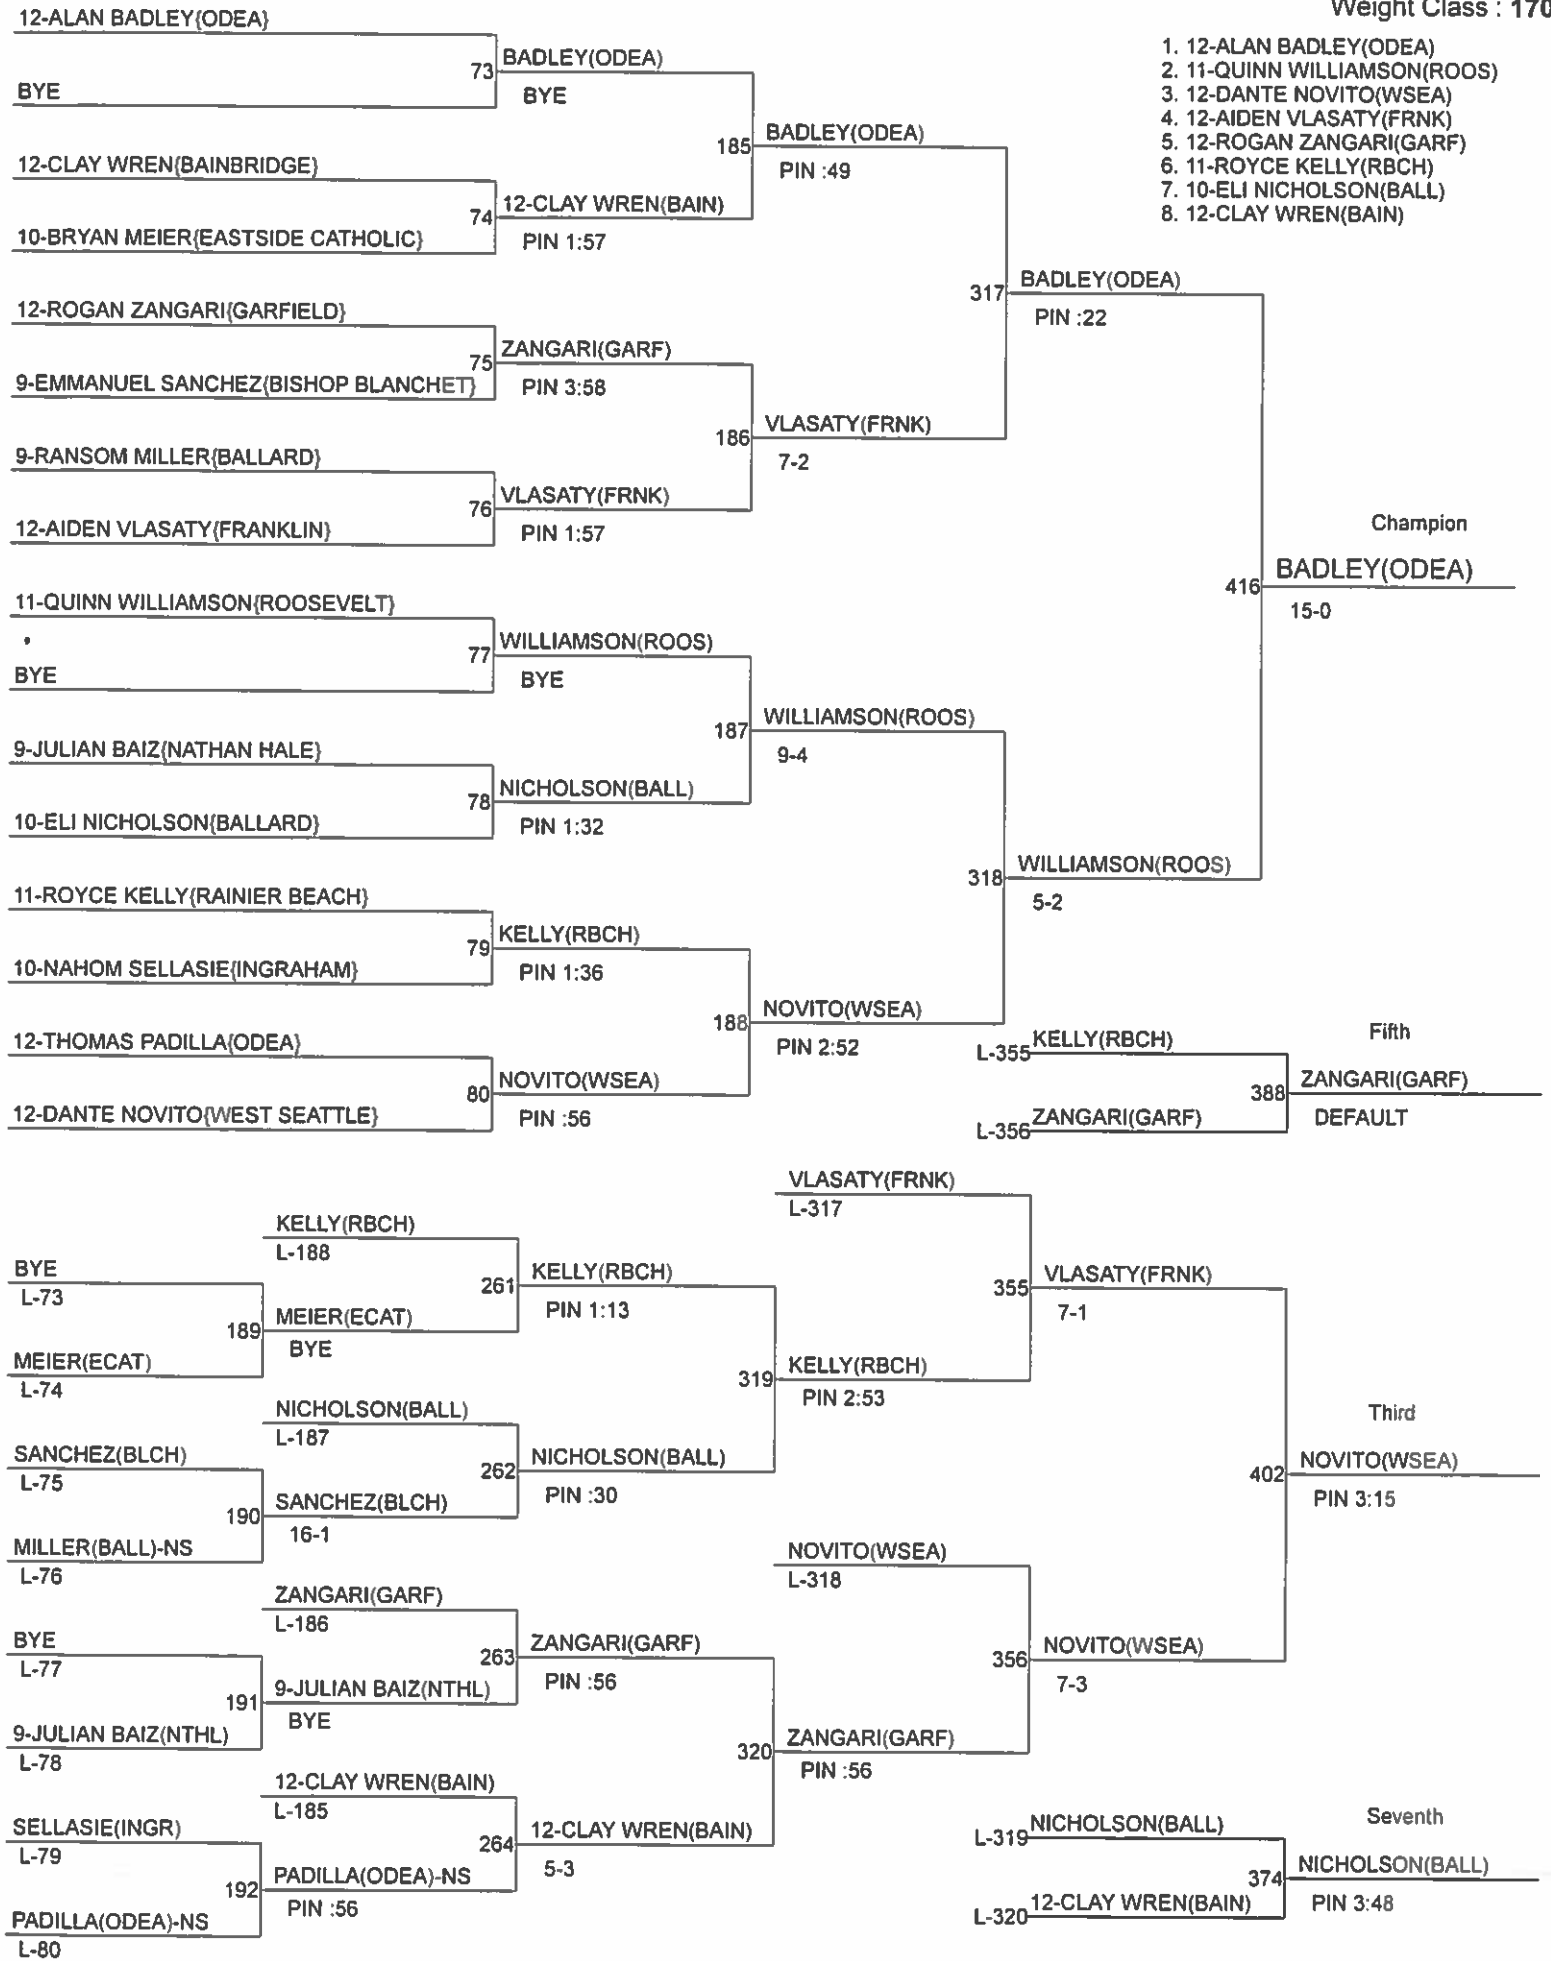 Weight Class : 170
1. 12-ALAN BADLEY(ODEA)
2. 11-QUINN WILLIAMSON(ROOS)
3. 12-DANTE NOVITO(WSEA)
4. 12-AIDEN VLASATY(FRNK)
5. 12-ROGAN ZANGARI(GARF)
6. 11-ROYCE KELLY(RBCH)
7. 10-ELI NICHOLSON(BALL)
8. 12-CLAY WREN(BAIN)
12-ALAN BADLEY{ODEA}
73 BADLEY(ODEA)
BYE
BYE
185 BADLEY(ODEA)
PIN :49
12-CLAY WREN{BAINBRIDGE}
74 12-CLAY WREN(BAIN)
10-BRYAN MEIER{EASTSIDE CATHOLIC}
PIN 1:57
317 BADLEY(ODEA)
PIN :22
12-ROGAN ZANGARI{GARFIELD}
75 ZANGARI(GARF)
9-EMMANUEL SANCHEZ{BISHOP BLANCHET}
PIN 3:58
186 VLASATY(FRNK)
7-2
9-RANSOM MILLER{BALLARD}
76 VLASATY(FRNK)
12-AIDEN VLASATY{FRANKLIN}
PIN 1:57
Champion
416 BADLEY(ODEA)
15-0
11-QUINN WILLIAMSON{ROOSEVELT}
77 WILLIAMSON(ROOS)
BYE
BYE
187 WILLIAMSON(ROOS)
9-4
9-JULIAN BAIZ{NATHAN HALE}
78 NICHOLSON(BALL)
10-ELI NICHOLSON{BALLARD}
PIN 1:32
318 WILLIAMSON(ROOS)
5-2
11-ROYCE KELLY{RAINIER BEACH}
79 KELLY(RBCH)
10-NAHOM SELLASIE{INGRAHAM}
PIN 1:36
188 NOVITO(WSEA)
PIN 2:52
12-THOMAS PADILLA{ODEA}
80 NOVITO(WSEA)
12-DANTE NOVITO{WEST SEATTLE}
PIN :56
Fifth
L-355 KELLY(RBCH)
388 ZANGARI(GARF)
L-356 ZANGARI(GARF)
DEFAULT
VLASATY(FRNK)
L-317
KELLY(RBCH)
L-188
BYE
L-73
261 KELLY(RBCH)
PIN 1:13
355 VLASATY(FRNK)
7-1
189 MEIER(ECAT)
BYE
MEIER(ECAT)
L-74
319 KELLY(RBCH)
PIN 2:53
NICHOLSON(BALL)
L-187
Third
SANCHEZ(BLCH)
L-75
262 NICHOLSON(BALL)
PIN :30
402 NOVITO(WSEA)
PIN 3:15
190 SANCHEZ(BLCH)
16-1
MILLER(BALL)-NS
L-76
NOVITO(WSEA)
L-318
ZANGARI(GARF)
L-186
BYE
L-77
263 ZANGARI(GARF)
PIN :56
356 NOVITO(WSEA)
7-3
191 9-JULIAN BAIZ(NTHL)
BYE
9-JULIAN BAIZ(NTHL)
L-78
320 ZANGARI(GARF)
PIN :56
12-CLAY WREN(BAIN)
L-185
SELLASIE(INGR)
L-79
264 12-CLAY WREN(BAIN)
5-3
192 PADILLA(ODEA)-NS
PIN :56
PADILLA(ODEA)-NS
L-80
Seventh
L-319 NICHOLSON(BALL)
374 NICHOLSON(BALL)
L-320 12-CLAY WREN(BAIN)
PIN 3:48